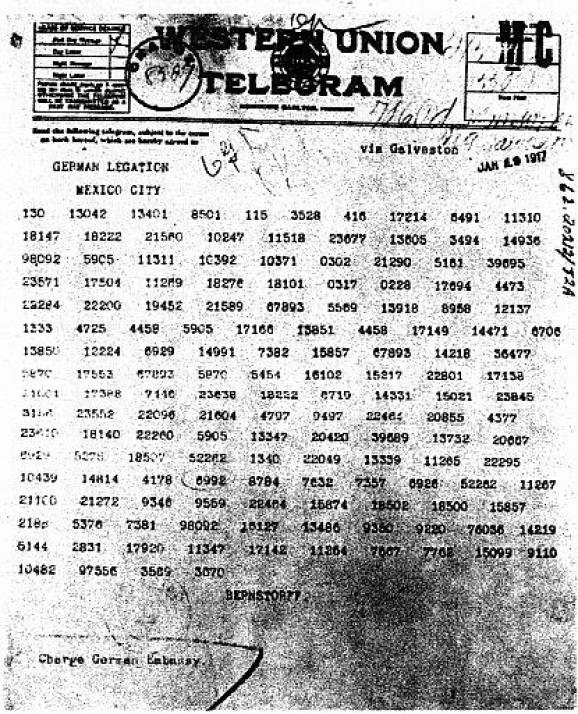 WESTERN UNION
TELEGRAM
Send the following telegram, subject to the terms
on back hereof, which are hereby agreed to
via Galveston
JAN 19 1917
GERMAN LEGATION
MEXICO CITY
130 13042 13401 8501 115 3528 416 17214 6491 11310
18147 18222 21560 10247 11518 23677 13605 3494 14936
98092 5905 11311 10392 10371 0302 21290 5161 39695
23571 17504 11269 18276 18101 0317 0228 17694 4473
22284 22200 19452 21589 67893 5569 13918 8958 12137
1333 4725 4458 5905 17166 13851 4458 17149 14471 6706
13850 12224 6929 14991 7382 15857 67893 14218 36477
5870 17553 67893 5870 5454 16102 15217 22801 17138
21001 17388 7446 23638 18222 6719 14331 15021 23845
3156 23552 22096 21604 4797 9497 22464 20855 4377
23610 18140 22260 5905 13347 20420 39689 13732 20667
6929 5275 18507 52262 1340 22049 13339 11265 22295
10439 14814 4178 6992 8784 7632 7357 6926 52262 11267
21100 21272 9346 9559 22464 15874 18502 18500 15857
2188 5376 7381 98092 16127 13486 9350 9220 76036 14219
5144 2831 17920 11347 17142 11264 7667 7762 15099 9110
10482 97556 3569 3670
BERNSTORFF.
Charge German Embassy.